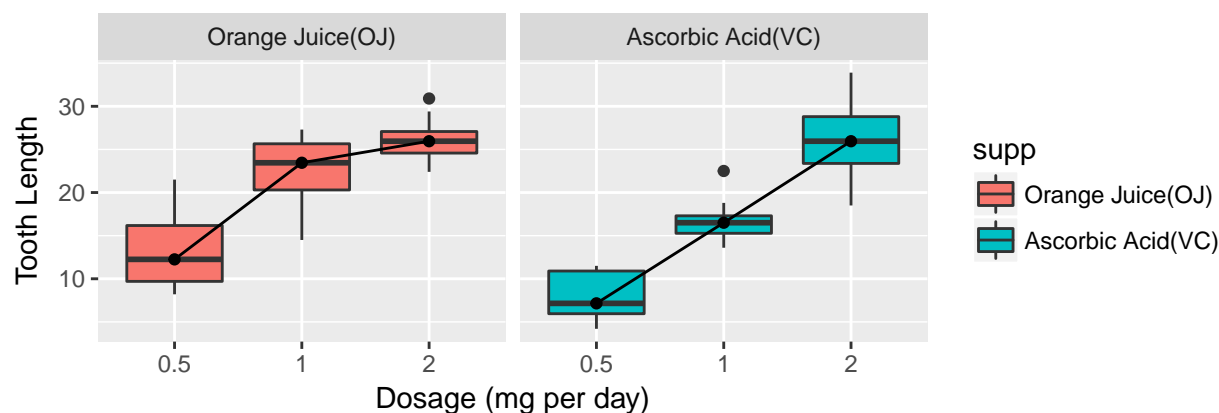 Orange Juice(OJ) Ascorbic Acid(VC)
Tooth Length
30
20
10
0.5 1 2 0.5 1 2
Dosage (mg per day)
supp
Orange Juice(OJ)
Ascorbic Acid(VC)